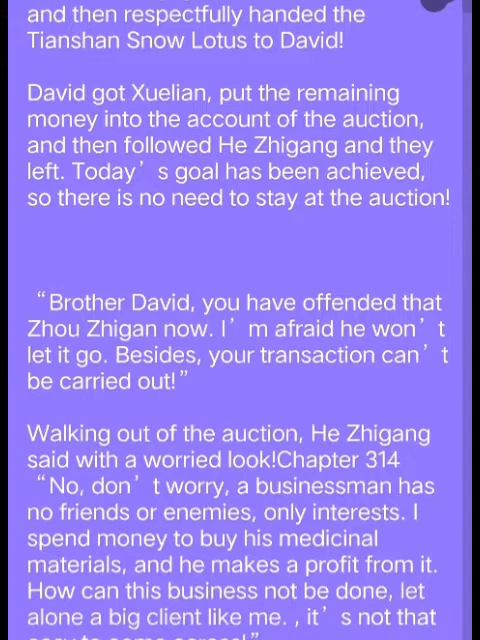 and then respectfully handed the
Tianshan Snow Lotus to David!
David got Xuelian, put the remaining
money into the account of the auction,
and then followed He Zhigang and they
left. Today’s goal has been achieved,
so there is no need to stay at the auction!
“Brother David, you have offended that
Zhou Zhigan now. I’m afraid he won’t
let it go. Besides, your transaction can’t
be carried out!”
Walking out of the auction, He Zhigang
said with a worried look!Chapter 314
“No, don’t worry, a businessman has
no friends or enemies, only interests. I
spend money to buy his medicinal
materials, and he makes a profit from it.
How can this business not be done, let
alone a big client like me. , it’s not that